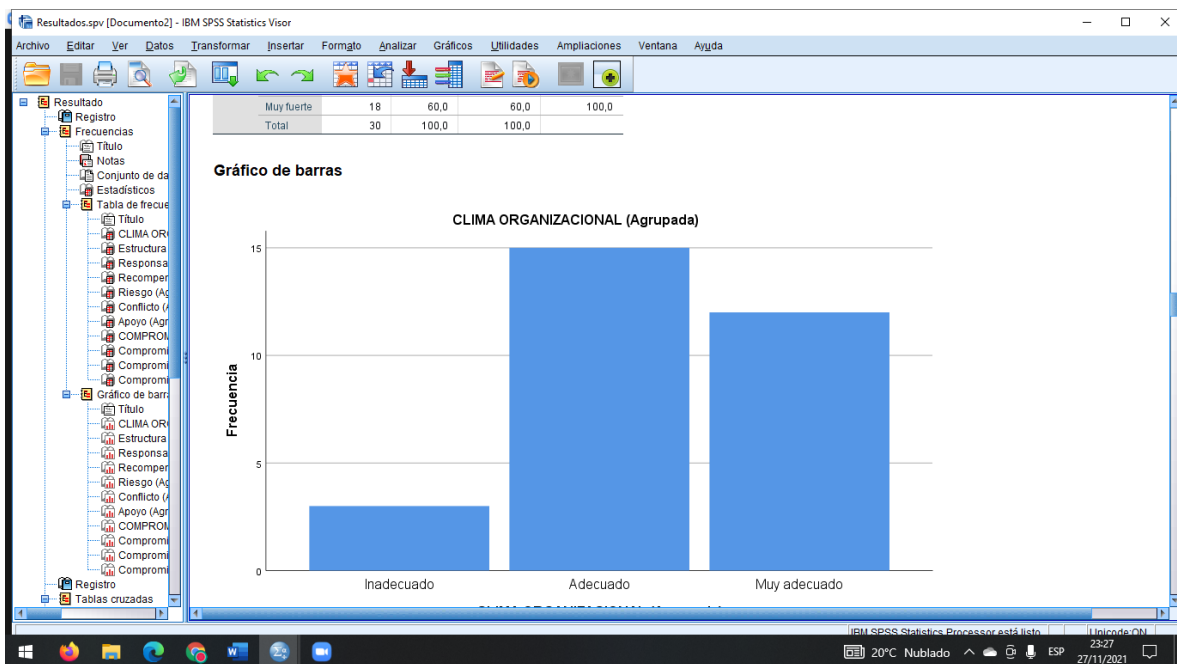 Resultados.spv [Documento2] - IBM SPSS Statistics Visor
Archivo Editar Ver Datos Transformar Insertar Formato Analizar Gráficos Utilidades Ampliaciones Ventana Ayuda
Resultado
Registro
Frecuencias
Título
Notas
Conjunto de da
Estadísticos
Tabla de frecue
Título
CLIMA OR
Estructura
Responsa
Recomper
Riesgo (Ag
Conflicto (
Apoyo (Agr
COMPROM
Compromi
Compromi
Compromi
Gráfico de barr
Título
CLIMA OR
Estructura
Responsa
Recomper
Riesgo (Ag
Conflicto (
Apoyo (Agr
COMPROM
Compromi
Compromi
Compromi
Registro
Tablas cruzadas
Muy fuerte 18 60,0 60,0 100,0
Total 30 100,0 100,0
Gráfico de barras
CLIMA ORGANIZACIONAL (Agrupada)
Frecuencia
15
10
5
0
Inadecuado Adecuado Muy adecuado
IBM SPSS Statistics Processor está listo Unicode:ON
20°C Nublado ESP 23:27
27/11/2021